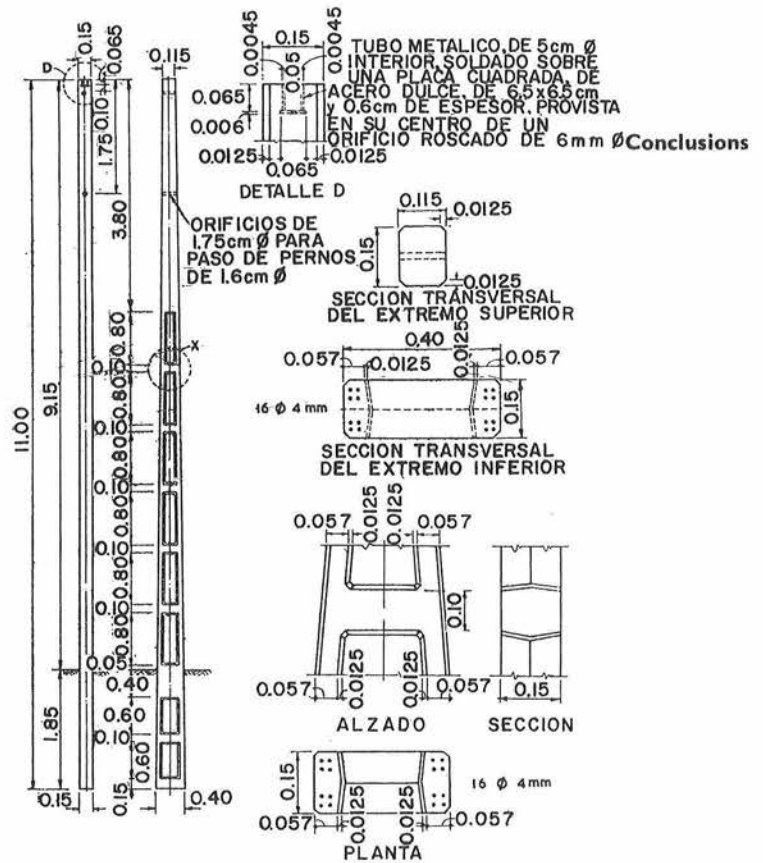 0.15
0.065
0.115
D
0.10
1.75
3.80
11.00
9.15
0.80
X
0.10
0.80
0.10
0.80
0.10
0.80
0.10
0.80
0.10
0.80
0.05
0.40
1.85
0.60
0.10
0.60
0.15
0.15
0.40
ORIFICIOS DE
1.75cm Ø PARA
PASO DE PERNOS
DE 1.6cm Ø
0.0045
0.15
0.0045
0.05
0.065
0.006
0.0125
0.0125
0.065
DETALLE D
TUBO METALICO, DE 5cm Ø
INTERIOR, SOLDADO SOBRE
UNA PLACA CUADRADA, DE
ACERO DULCE, DE 6.5x6.5cm
y 0.6cm DE ESPESOR, PROVISTA
EN SU CENTRO DE UN
ORIFICIO ROSCADO DE 6mm Ø
Conclusions
0.115
0.0125
0.15
0.0125
SECCION TRANSVERSAL
DEL EXTREMO SUPERIOR
0.40
0.057
0.0125
0.0125
0.057
16 Ø 4 mm
0.15
SECCION TRANSVERSAL
DEL EXTREMO INFERIOR
0.057
0.0125
0.0125
0.057
0.10
0.057
0.0125
0.0125
0.057
0.15
ALZADO
SECCION
0.15
16 Ø 4mm
0.0125
0.0125
0.057
0.057
PLANTA